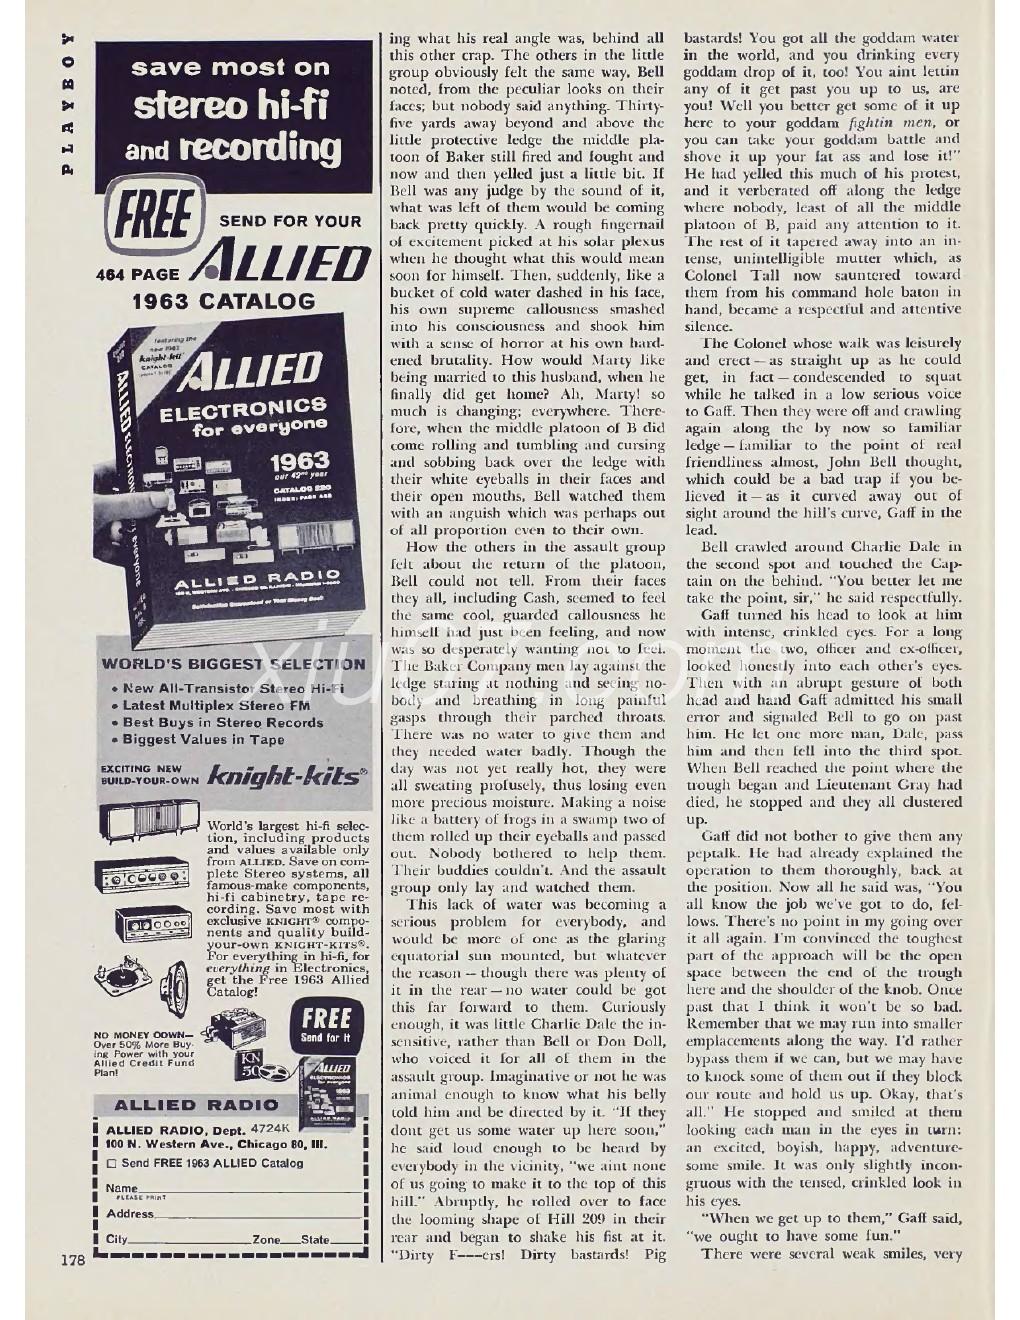 PLAYBOY
save most on
stereo hi-fi
and recording
FREE
SEND FOR YOUR
464 PAGE ALLIED
1963 CATALOG
featuring the
new 1963
knight-kit
CATALOG
ALLIED
ELECTRONICS
for everyone
1963
our 42nd year
CATALOG 220
ALLIED RADIO
WORLD'S BIGGEST SELECTION
• New All-Transistor Stereo Hi-Fi
• Latest Multiplex Stereo FM
• Best Buys in Stereo Records
• Biggest Values in Tape
EXCITING NEW
BUILD-YOUR-OWN knight-kits®
World's largest hi-fi selec-
tion, including products
and values available only
from ALLIED. Save on com-
plete Stereo systems, all
famous-make components,
hi-fi cabinetry, tape re-
cording. Save most with
exclusive KNIGHT® compo-
nents and quality build-
your-own KNIGHT-KITS®.
For everything in hi-fi, for
everything in Electronics,
get the Free 1963 Allied
Catalog!
NO MONEY DOWN—
Over 50% More Buy-
ing Power with your
Allied Credit Fund
Plan!
KN
50
FREE
Send for it
ALLIED
ELECTRONICS
for everyone
1963
ALLIED RADIO
ALLIED RADIO, Dept. 4724K
100 N. Western Ave., Chicago 80, Ill.
□ Send FREE 1963 ALLIED Catalog
Name
PLEASE PRINT
Address
City Zone State
178
ing what his real angle was, behind all
this other crap. The others in the little
group obviously felt the same way, Bell
noted, from the peculiar looks on their
faces; but nobody said anything. Thirty-
five yards away beyond and above the
little protective ledge the middle pla-
toon of Baker still fired and fought and
now and then yelled just a little bit. If
Bell was any judge by the sound of it,
what was left of them would be coming
back pretty quickly. A rough fingernail
of excitement picked at his solar plexus
when he thought what this would mean
soon for himself. Then, suddenly, like a
bucket of cold water dashed in his face,
his own supreme callousness smashed
into his consciousness and shook him
with a sense of horror at his own hard-
ened brutality. How would Marty like
being married to this husband, when he
finally did get home? Ah, Marty! so
much is changing; everywhere. There-
fore, when the middle platoon of B did
come rolling and tumbling and cursing
and sobbing back over the ledge with
their white eyeballs in their faces and
their open mouths, Bell watched them
with an anguish which was perhaps out
of all proportion even to their own.
How the others in the assault group
felt about the return of the platoon,
Bell could not tell. From their faces
they all, including Cash, seemed to feel
the same cool, guarded callousness he
himself had just been feeling, and now
was so desperately wanting not to feel.
The Baker Company men lay against the
ledge staring at nothing and seeing no-
body and breathing in long painful
gasps through their parched throats.
There was no water to give them and
they needed water badly. Though the
day was not yet really hot, they were
all sweating profusely, thus losing even
more precious moisture. Making a noise
like a battery of frogs in a swamp two of
them rolled up their eyeballs and passed
out. Nobody bothered to help them.
Their buddies couldn't. And the assault
group only lay and watched them.
This lack of water was becoming a
serious problem for everybody, and
would be more of one as the glaring
equatorial sun mounted, but whatever
the reason — though there was plenty of
it in the rear — no water could be got
this far forward to them. Curiously
enough, it was little Charlie Dale the in-
sensitive, rather than Bell or Don Doll,
who voiced it for all of them in the
assault group. Imaginative or not he was
animal enough to know what his belly
told him and be directed by it. "If they
dont get us some water up here soon,"
he said loud enough to be heard by
everybody in the vicinity, "we aint none
of us going to make it to the top of this
hill." Abruptly, he rolled over to face
the looming shape of Hill 209 in their
rear and began to shake his fist at it.
"Dirty F---ers! Dirty bastards! Pig
bastards! You got all the goddam water
in the world, and you drinking every
goddam drop of it, too! You aint lettin
any of it get past you up to us, are
you! Well you better get some of it up
here to your goddam fightin men, or
you can take your goddam battle and
shove it up your fat ass and lose it!"
He had yelled this much of his protest,
and it verberated off along the ledge
where nobody, least of all the middle
platoon of B, paid any attention to it.
The rest of it tapered away into an in-
tense, unintelligible mutter which, as
Colonel Tall now sauntered toward
them from his command hole baton in
hand, became a respectful and attentive
silence.
The Colonel whose walk was leisurely
and erect — as straight up as he could
get, in fact — condescended to squat
while he talked in a low serious voice
to Gaff. Then they were off and crawling
again along the by now so familiar
ledge — familiar to the point of real
friendliness almost, John Bell thought,
which could be a bad trap if you be-
lieved it — as it curved away out of
sight around the hill's curve, Gaff in the
lead.
Bell crawled around Charlie Dale in
the second spot and touched the Cap-
tain on the behind. "You better let me
take the point, sir," he said respectfully.
Gaff turned his head to look at him
with intense, crinkled eyes. For a long
moment the two, officer and ex-officer,
looked honestly into each other's eyes.
Then with an abrupt gesture of both
head and hand Gaff admitted his small
error and signaled Bell to go on past
him. He let one more man, Dale, pass
him and then fell into the third spot.
When Bell reached the point where the
trough began and Lieutenant Gray had
died, he stopped and they all clustered
up.
Gaff did not bother to give them any
peptalk. He had already explained the
operation to them thoroughly, back at
the position. Now all he said was, "You
all know the job we've got to do, fel-
lows. There's no point in my going over
it all again. I'm convinced the toughest
part of the approach will be the open
space between the end of the trough
here and the shoulder of the knob. Once
past that I think it won't be so bad.
Remember that we may run into smaller
emplacements along the way. I'd rather
bypass them if we can, but we may have
to knock some of them out if they block
our route and hold us up. Okay, that's
all." He stopped and smiled at them
looking each man in the eyes in turn:
an excited, boyish, happy, adventure-
some smile. It was only slightly incon-
gruous with the tensed, crinkled look in
his eyes.
"When we get up to them," Gaff said,
"we ought to have some fun."
There were several weak smiles, very